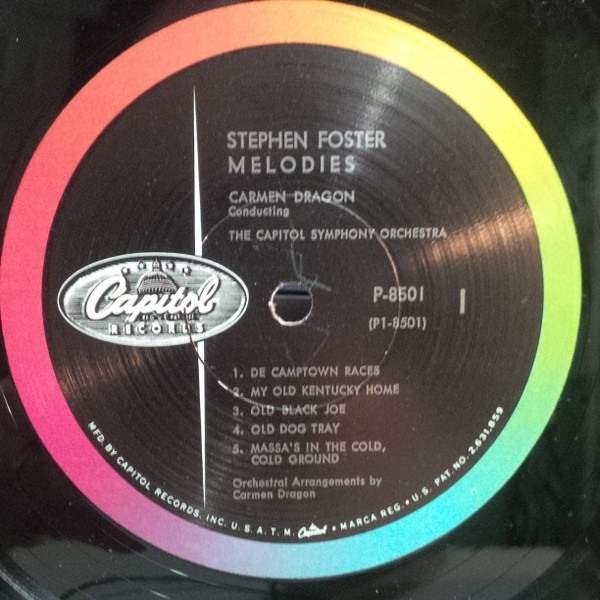 STEPHEN FOSTER
MELODIES
CARMEN DRAGON
Conducting
THE CAPITOL SYMPHONY ORCHESTRA
Capitol
RECORDS
P-8501
1
(P1-8501)
1. DE CAMPTOWN RACES
2. MY OLD KENTUCKY HOME
3. OLD BLACK JOE
4. OLD DOG TRAY
5. MASSA'S IN THE COLD,
COLD GROUND
Orchestral Arrangements by
Carmen Dragon
MFD. BY CAPITOL RECORDS, INC. U. S. A. T. M. Capitol • MARCA REG. • U. S. PAT. NO. 2,631,859